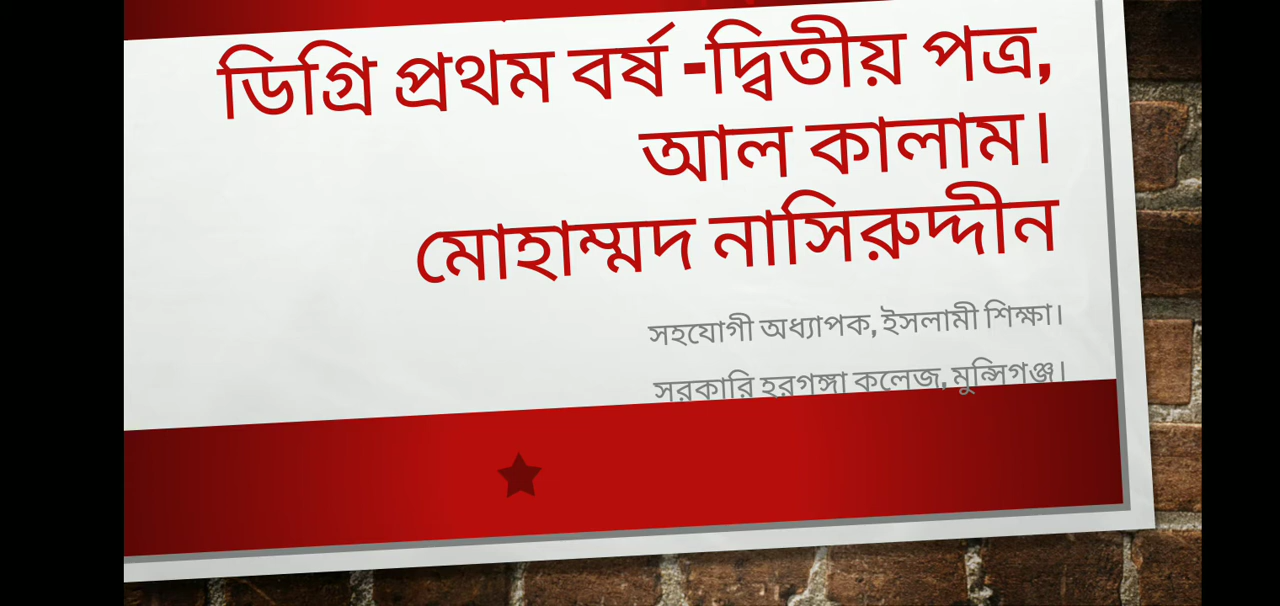 ডিগ্রি প্রথম বর্ষ -দ্বিতীয় পত্র,
আল কালাম।
মোহাম্মদ নাসিরুদ্দীন
সহযোগী অধ্যাপক, ইসলামী শিক্ষা।
সরকারি হরগঙ্গা কলেজ, মুন্সিগঞ্জ।